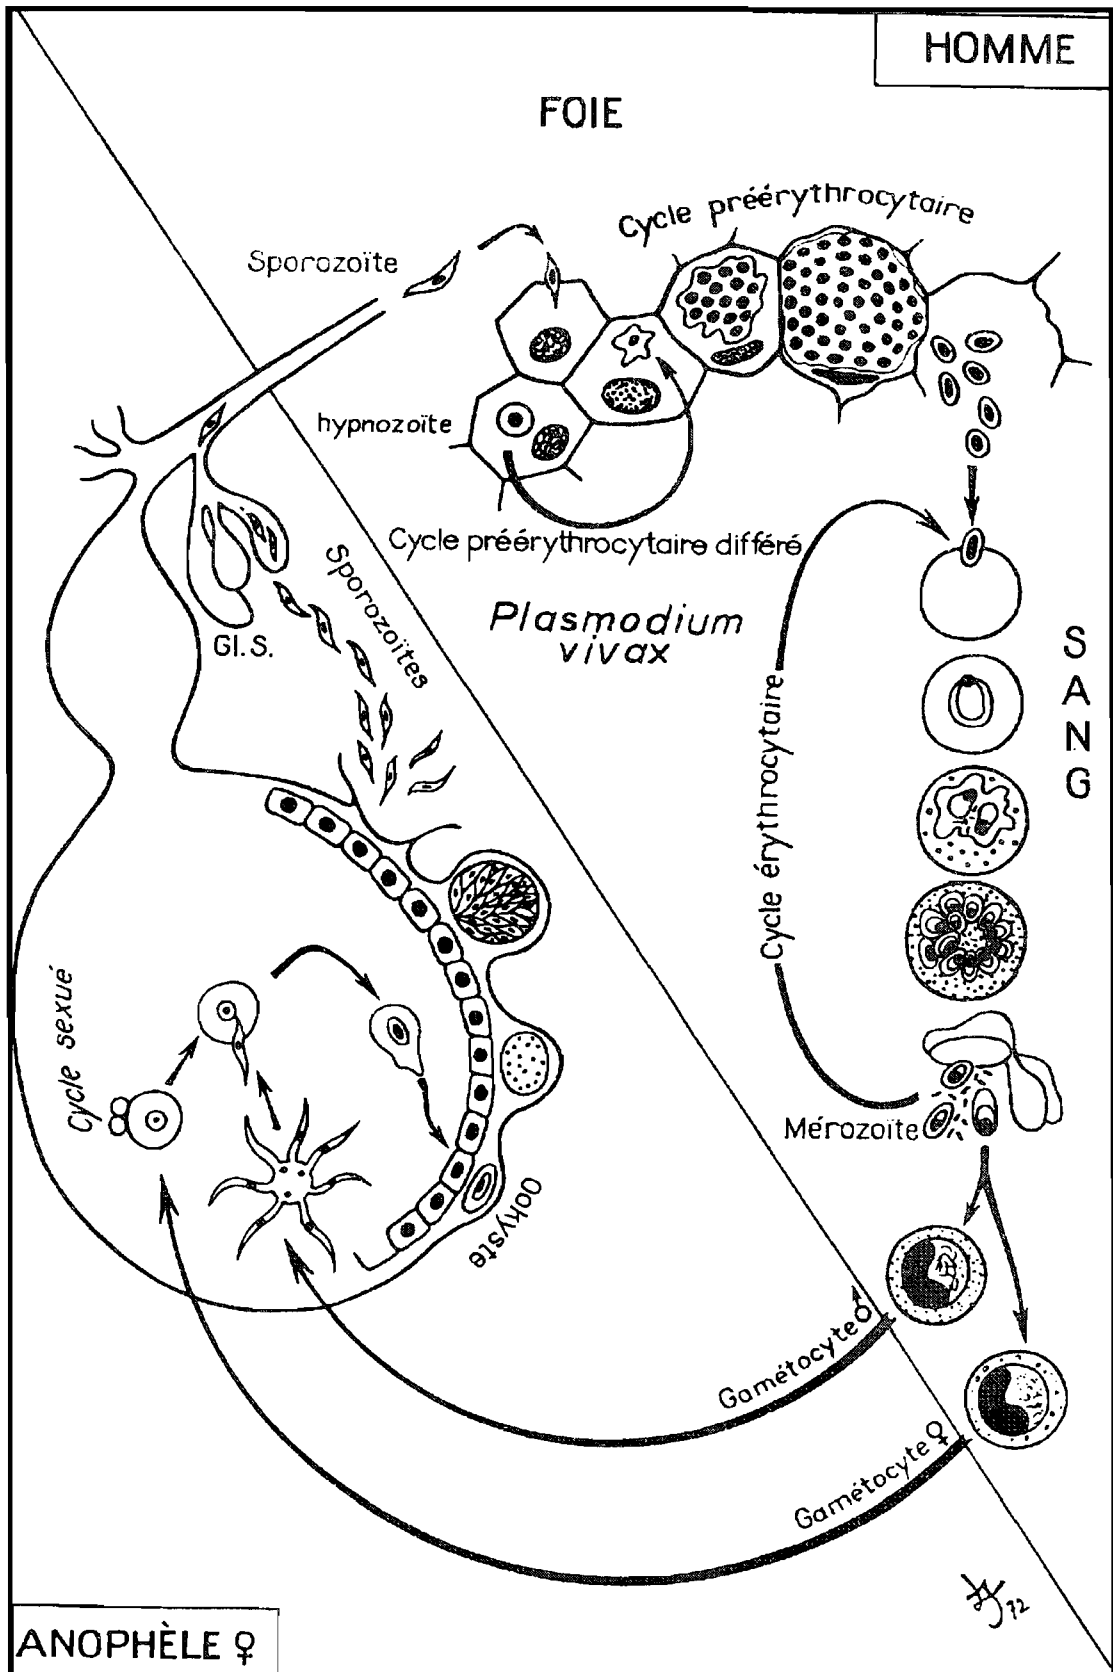 HOMME
FOIE
Cycle préérythrocytaire
Sporozoïte
hypnozoïte
Cycle préérythrocytaire différé
Sporozoïtes
Plasmodium
vivax
Gl.S.
SANG
Cycle érythrocytaire
Cycle sexué
Mérozoïte
Ookyste
Gamétocyte ♂
Gamétocyte ♀
ANOPHÈLE ♀